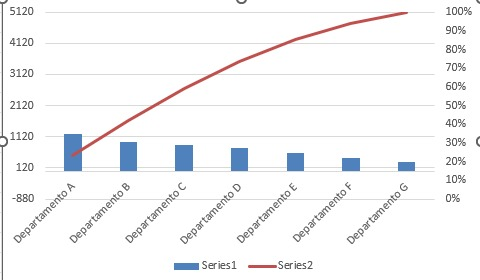 5120
4120
3120
2120
1120
120
-880
100%
90%
80%
70%
60%
50%
40%
30%
20%
10%
0%
Departamento A
Departamento B
Departamento C
Departamento D
Departamento E
Departamento F
Departamento G
Series1
Series2